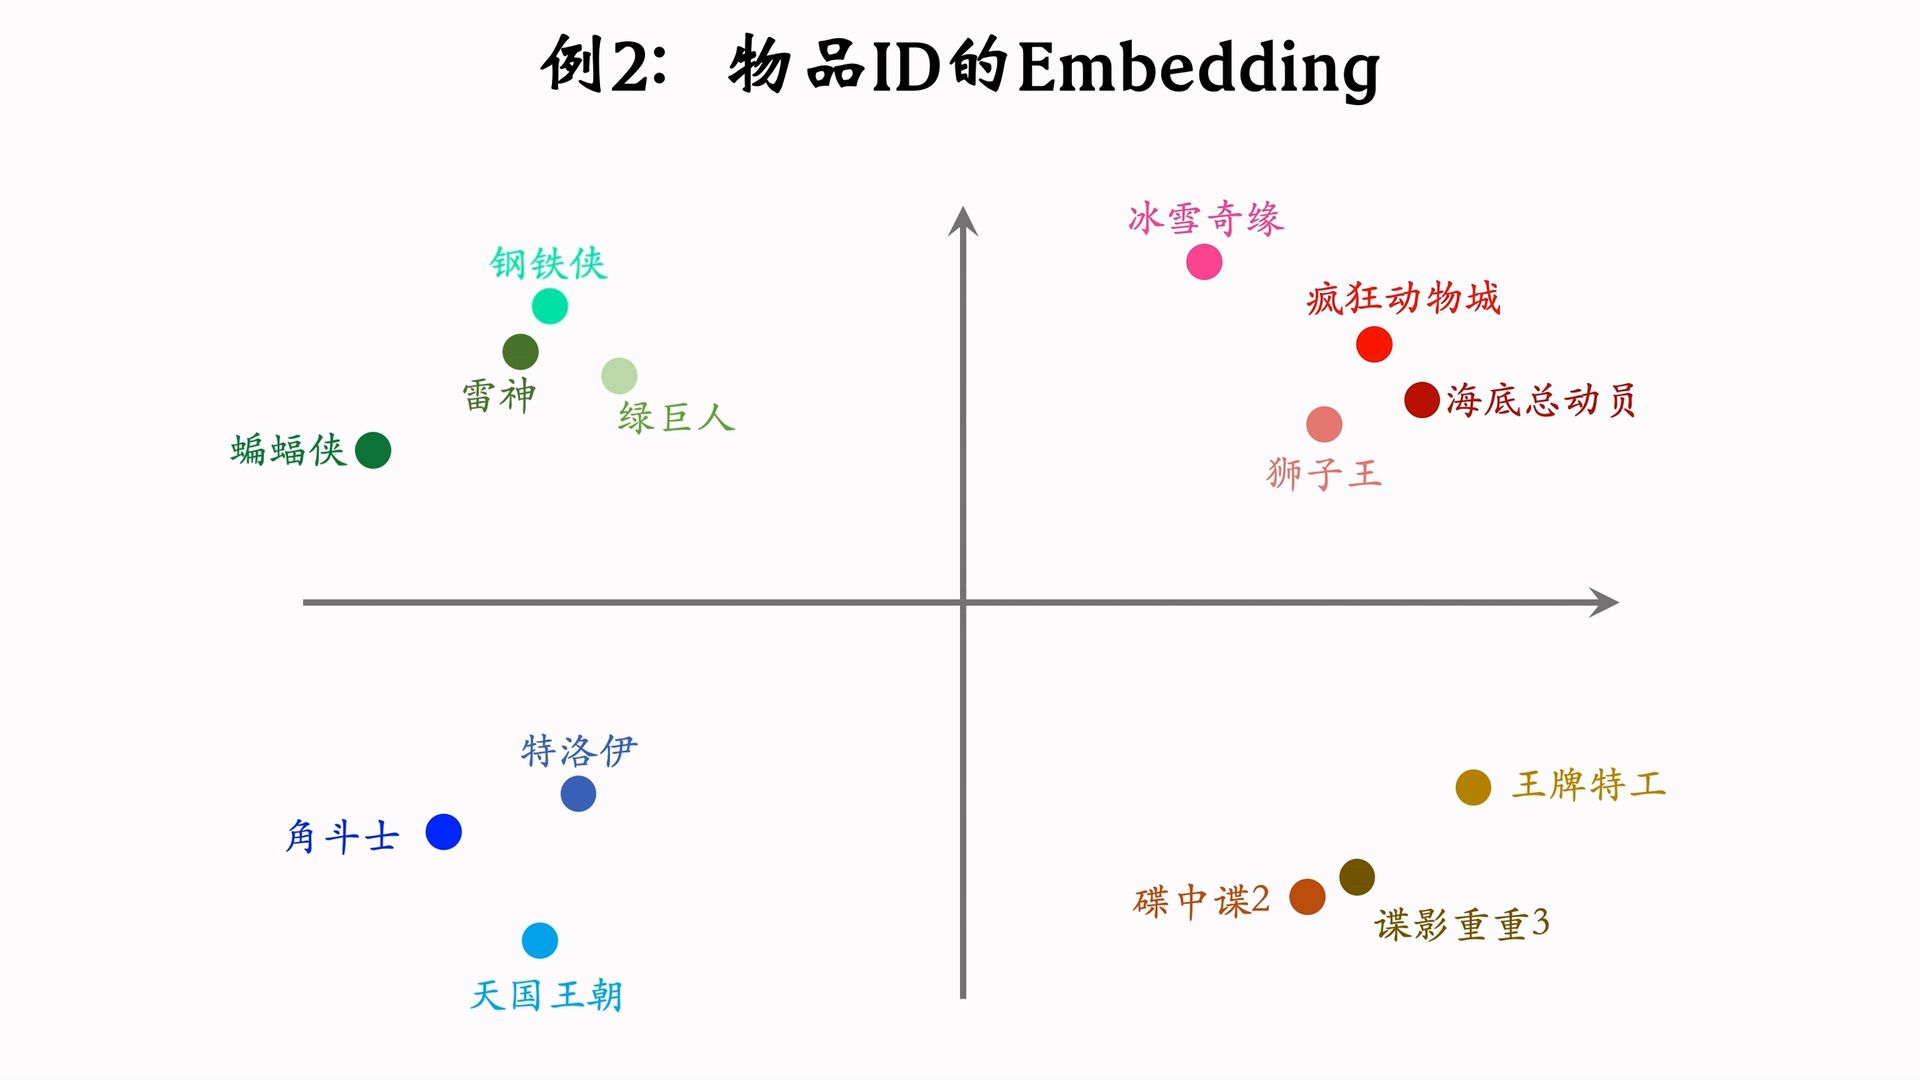 例2: 物品ID的Embedding
冰雪奇缘
钢铁侠
疯狂动物城
雷神
绿巨人
海底总动员
蝙蝠侠
狮子王
特洛伊
王牌特工
角斗士
碟中谍2
谍影重重3
天国王朝